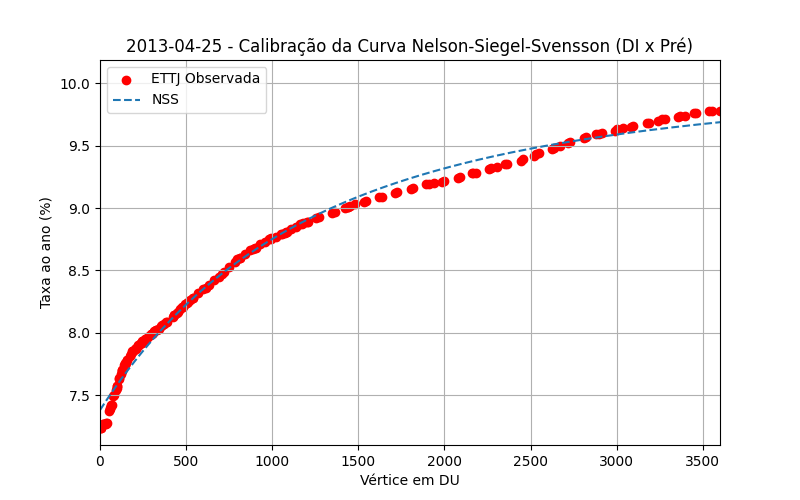 2013-04-25 - Calibração da Curva Nelson-Siegel-Svensson (DI x Pré)
ETTJ Observada
NSS
Taxa ao ano (%)
10.0
9.5
9.0
8.5
8.0
7.5
0 500 1000 1500 2000 2500 3000 3500
Vértice em DU